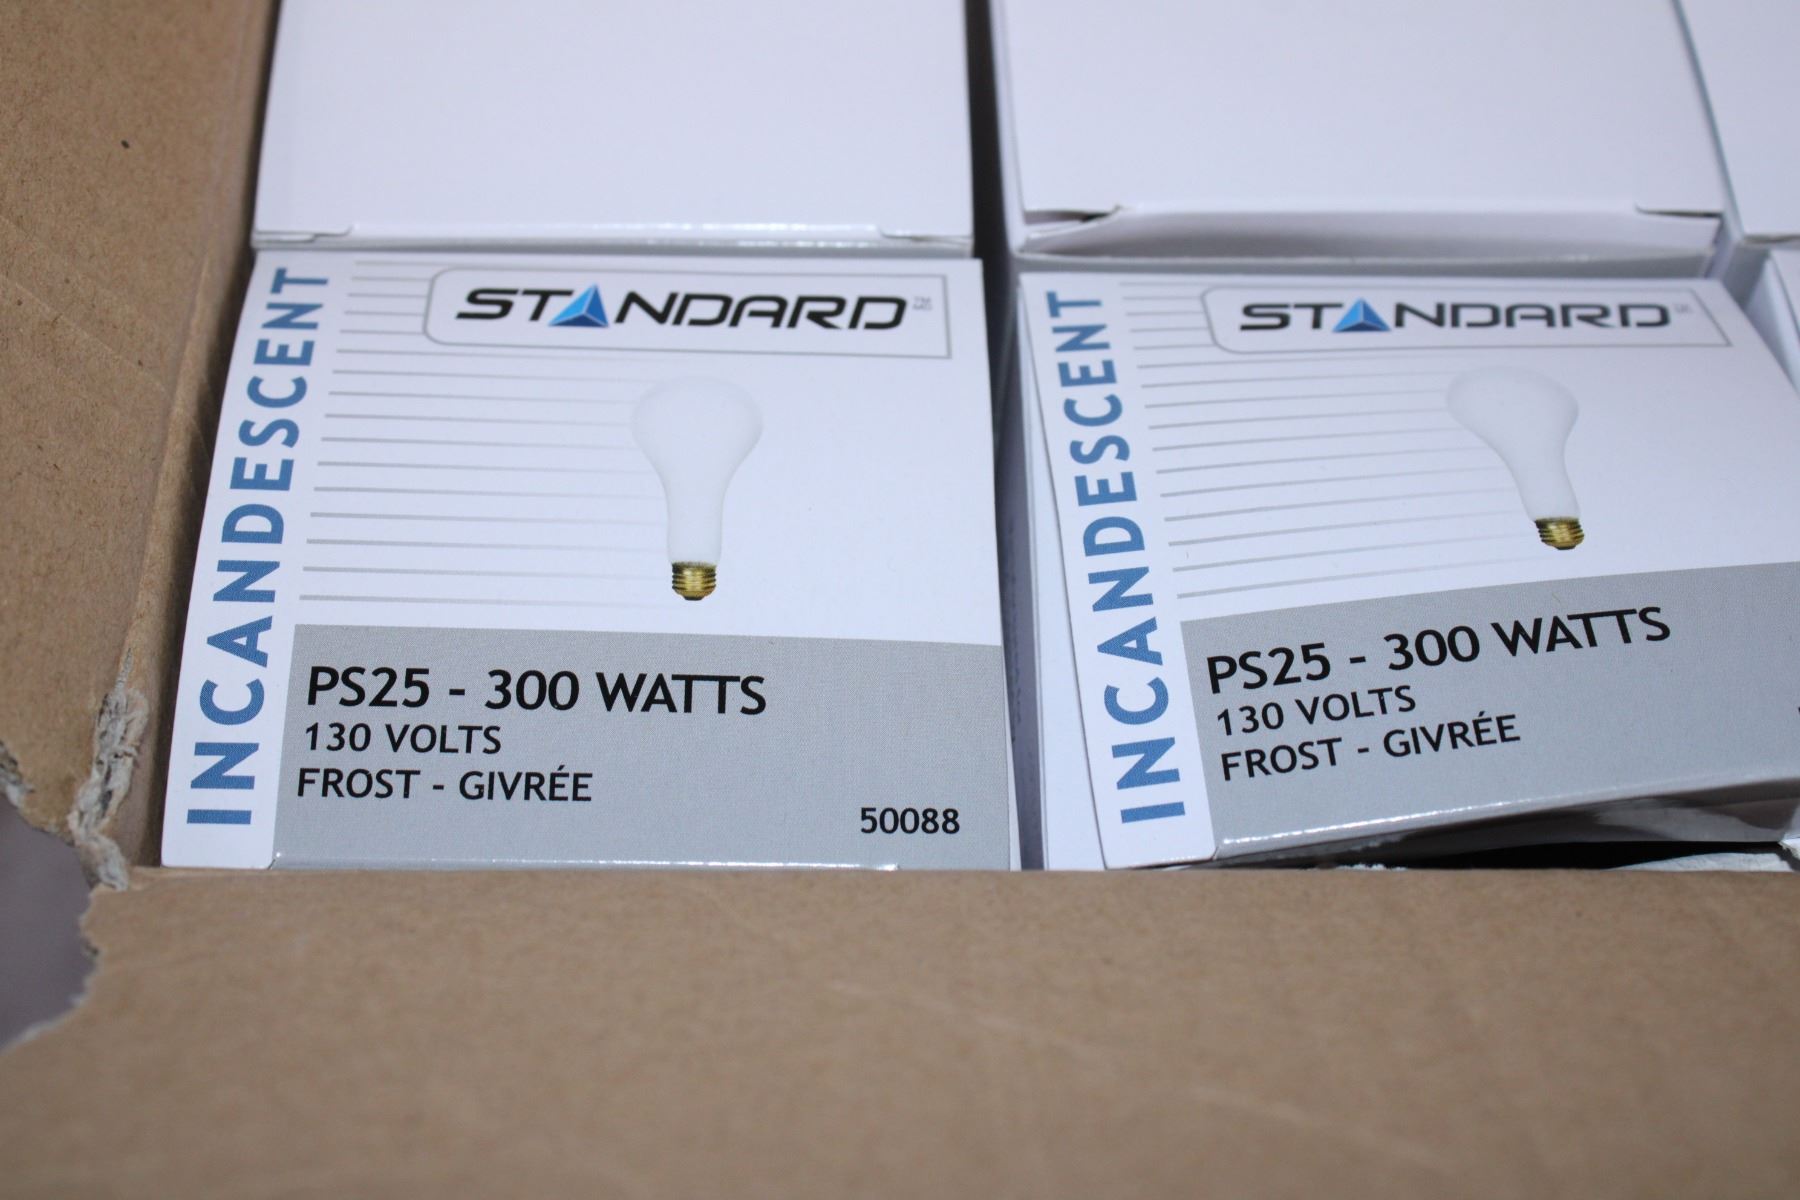 INCANDESCENT
STANDARD
PS25 - 300 WATTS
130 VOLTS
FROST - GIVRÉE
50088
INCANDESCENT
STANDARD
PS25 - 300 WATTS
130 VOLTS
FROST - GIVRÉE